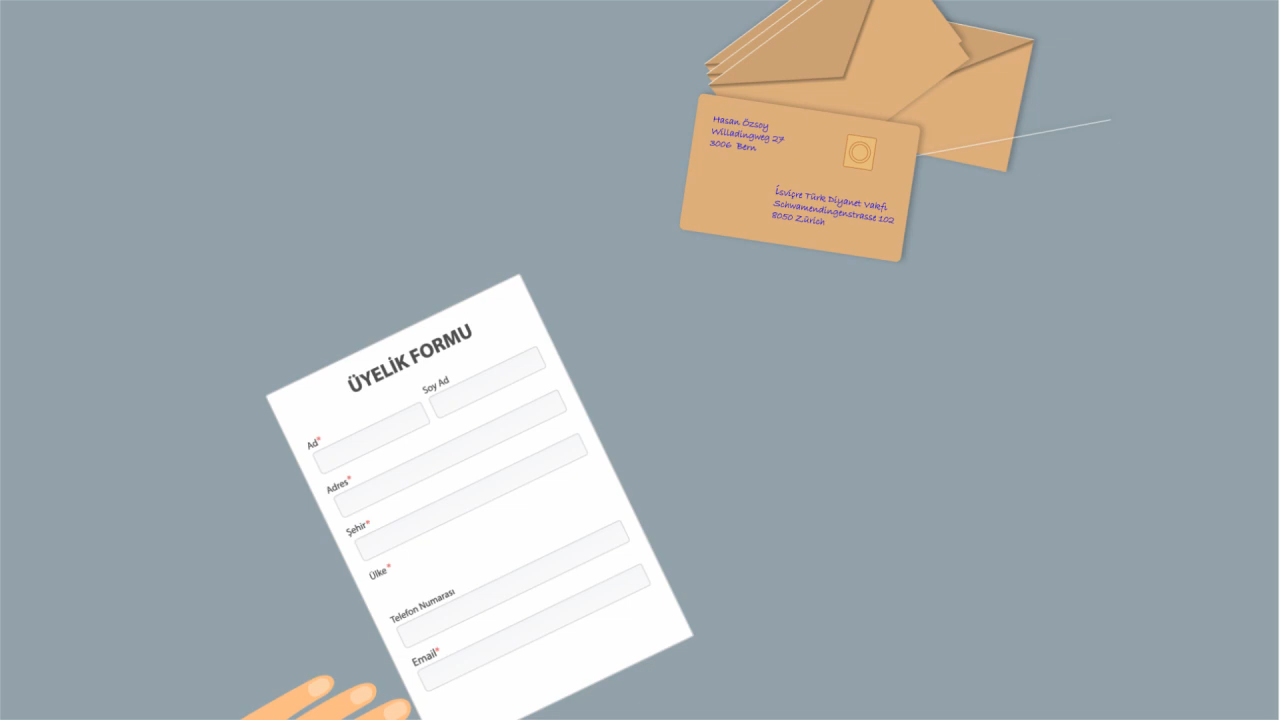 Hasan Özsoy
Willadingweg 27
3006 Bern
İsviçre Türk Diyanet Vakfı
Schwamendingenstrasse 102
8050 Zürich
ÜYELİK FORMU
Ad*
Soy Ad
Adres*
Şehir*
Ülke*
Telefon Numarası
Email*